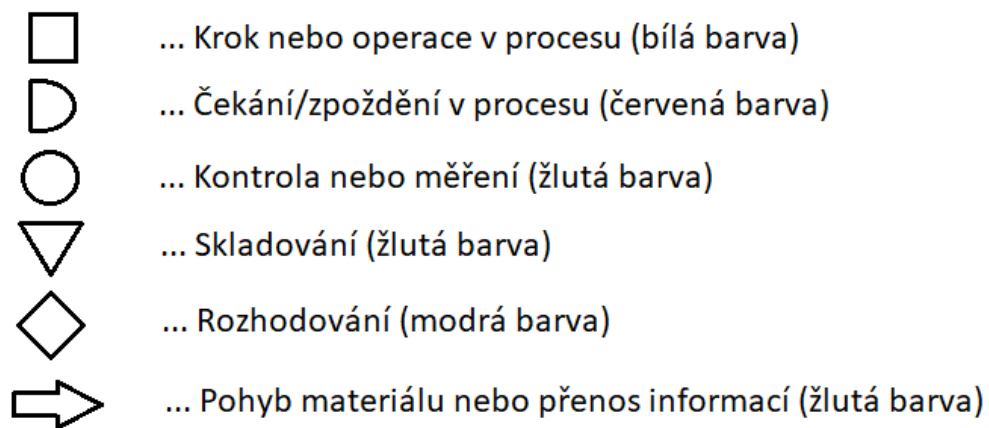 ... Krok nebo operace v procesu (bílá barva)
... Čekání/zpoždění v procesu (červená barva)
... Kontrola nebo měření (žlutá barva)
... Skladování (žlutá barva)
... Rozhodování (modrá barva)
... Pohyb materiálu nebo přenos informací (žlutá barva)